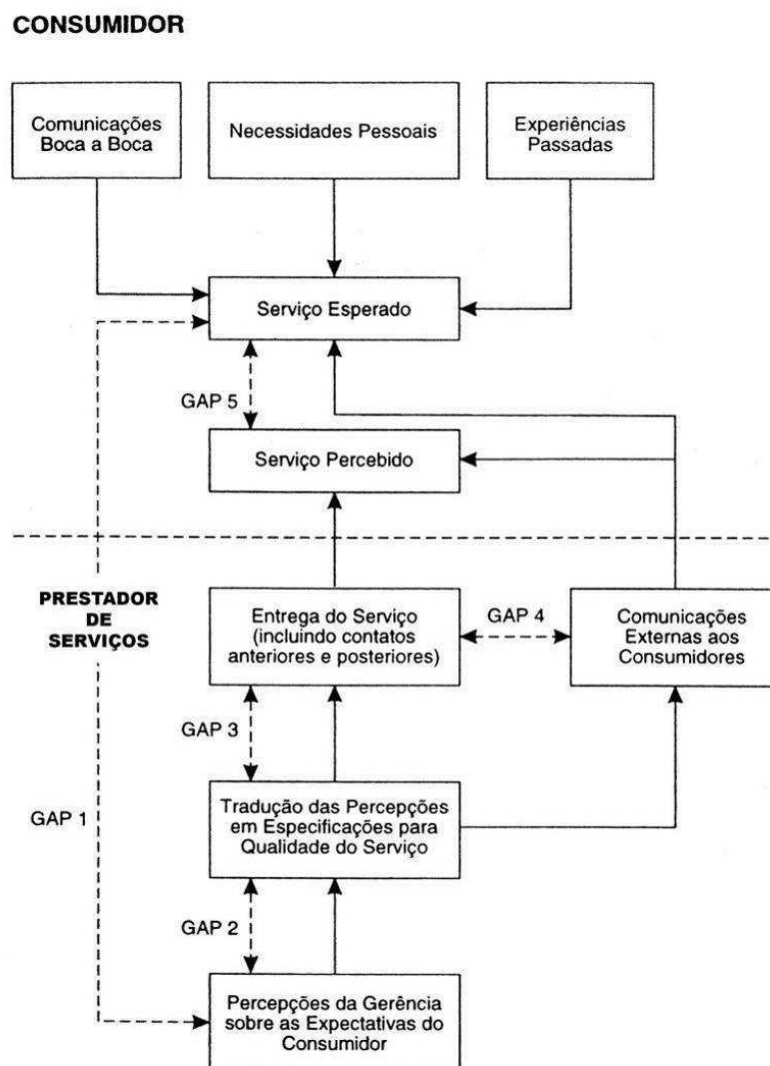 CONSUMIDOR
Comunicações
Boca a Boca
Necessidades Pessoais
Experiências
Passadas
Serviço Esperado
GAP 5
Serviço Percebido
PRESTADOR
DE
SERVIÇOS
Entrega do Serviço
(incluindo contatos
anteriores e posteriores)
GAP 4
Comunicações
Externas aos
Consumidores
GAP 3
GAP 1
Tradução das Percepções
em Especificações para
Qualidade do Serviço
GAP 2
Percepções da Gerência
sobre as Expectativas do
Consumidor